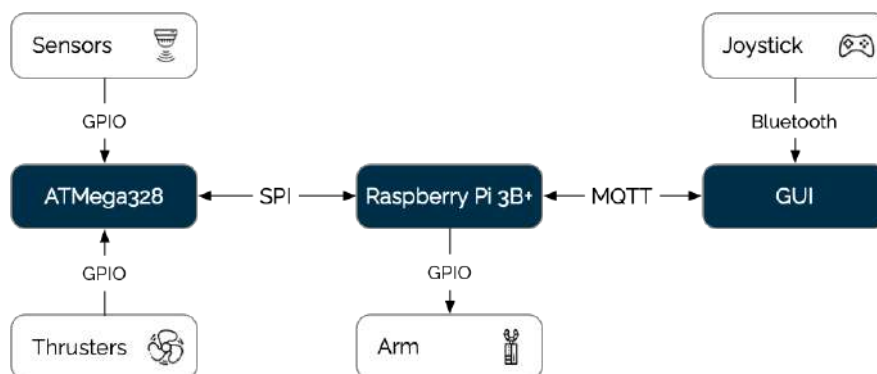 Sensors
Joystick
GPIO
Bluetooth
ATMega328
SPI
Raspberry Pi 3B+
MQTT
GUI
GPIO
GPIO
Thrusters
Arm